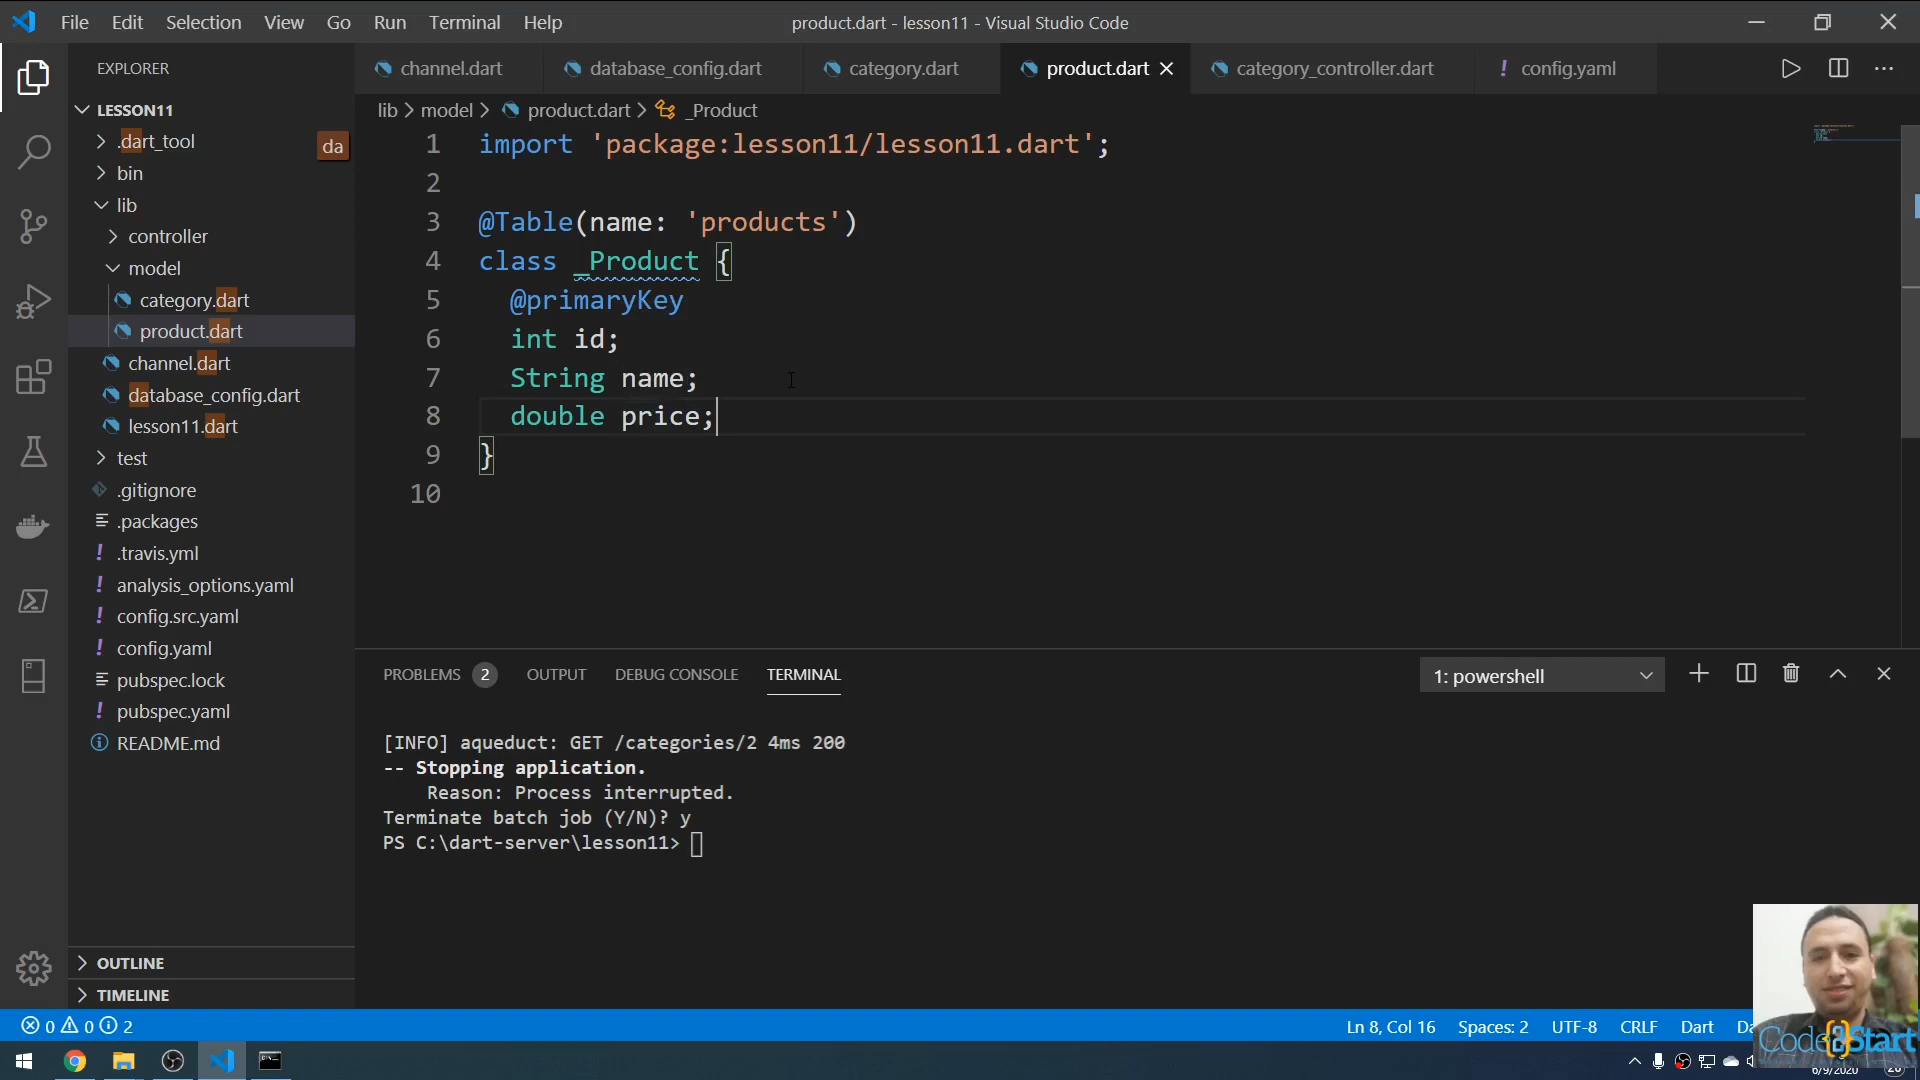 File Edit Selection View Go Run Terminal Help
product.dart - lesson11 - Visual Studio Code
EXPLORER
channel.dart
database_config.dart
category.dart
product.dart
category_controller.dart
! config.yaml
LESSON11
.dart_tool
da
bin
lib
controller
model
category.dart
product.dart
channel.dart
database_config.dart
lesson11.dart
test
.gitignore
.packages
! .travis.yml
! analysis_options.yaml
! config.src.yaml
! config.yaml
pubspec.lock
! pubspec.yaml
README.md
OUTLINE
TIMELINE
lib > model > product.dart > _Product
1 import 'package:lesson11/lesson11.dart';
2
3 @Table(name: 'products')
4 class _Product {
5 @primaryKey
6 int id;
7 String name;
8 double price;
9 }
10
PROBLEMS 2 OUTPUT DEBUG CONSOLE TERMINAL
1: powershell
[INFO] aqueduct: GET /categories/2 4ms 200
-- Stopping application.
Reason: Process interrupted.
Terminate batch job (Y/N)? y
PS C:\dart-server\lesson11>
0 0 2
Ln 8, Col 16 Spaces: 2 UTF-8 CRLF Dart
Code{2}Start
6/9/2020